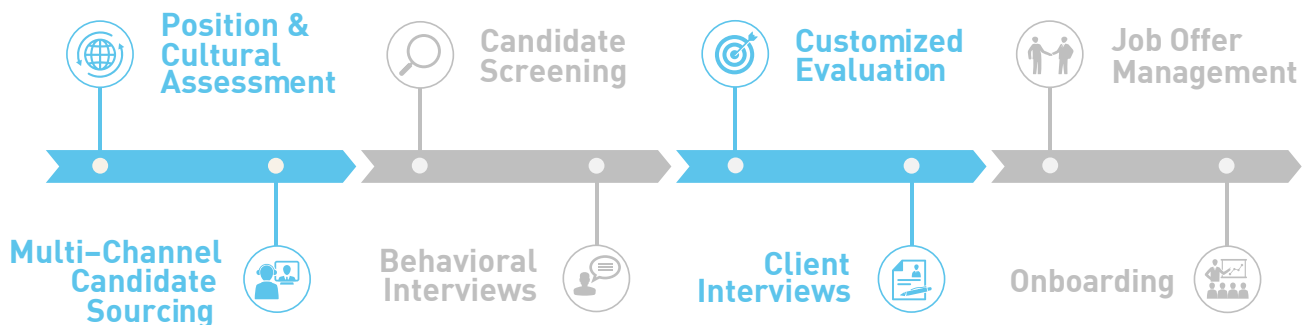 Position &
Cultural
Assessment
Multi–Channel
Candidate
Sourcing
Candidate
Screening
Behavioral
Interviews
Customized
Evaluation
Client
Interviews
Job Offer
Management
Onboarding